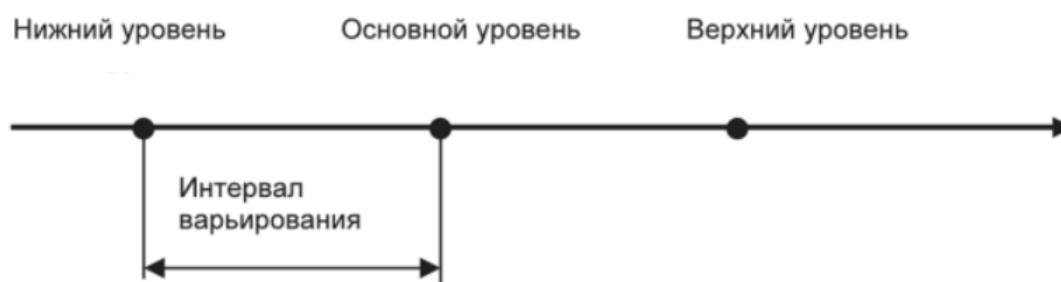 Нижний уровень
Основной уровень
Верхний уровень
Интервал
варьирования